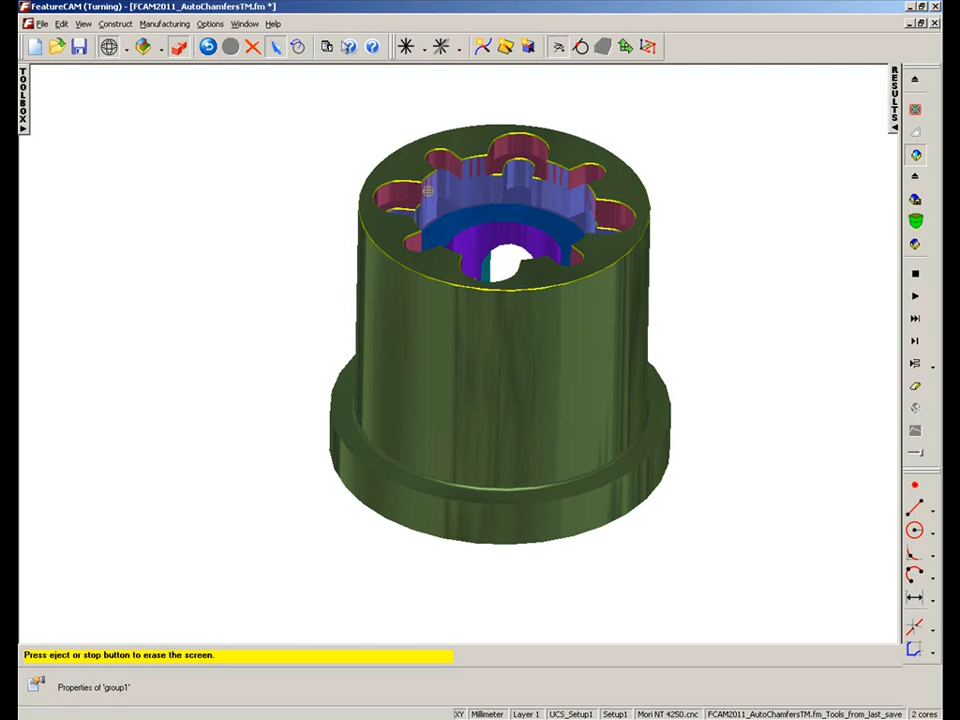 FeatureCAM (Turning) - [FCAM2011_AutoChamfersTM.fm *]
File Edit View Construct Manufacturing Options Window Help
TOOLBOX
RESULTS
Press eject or stop button to erase the screen.
Properties of 'group1'
XY Millimeter Layer 1 UCS_Setup1 Setup1 Mori NT 4250.cnc FCAM2011_AutoChamfersTM.fm_Tools_from_last_save 2 cores